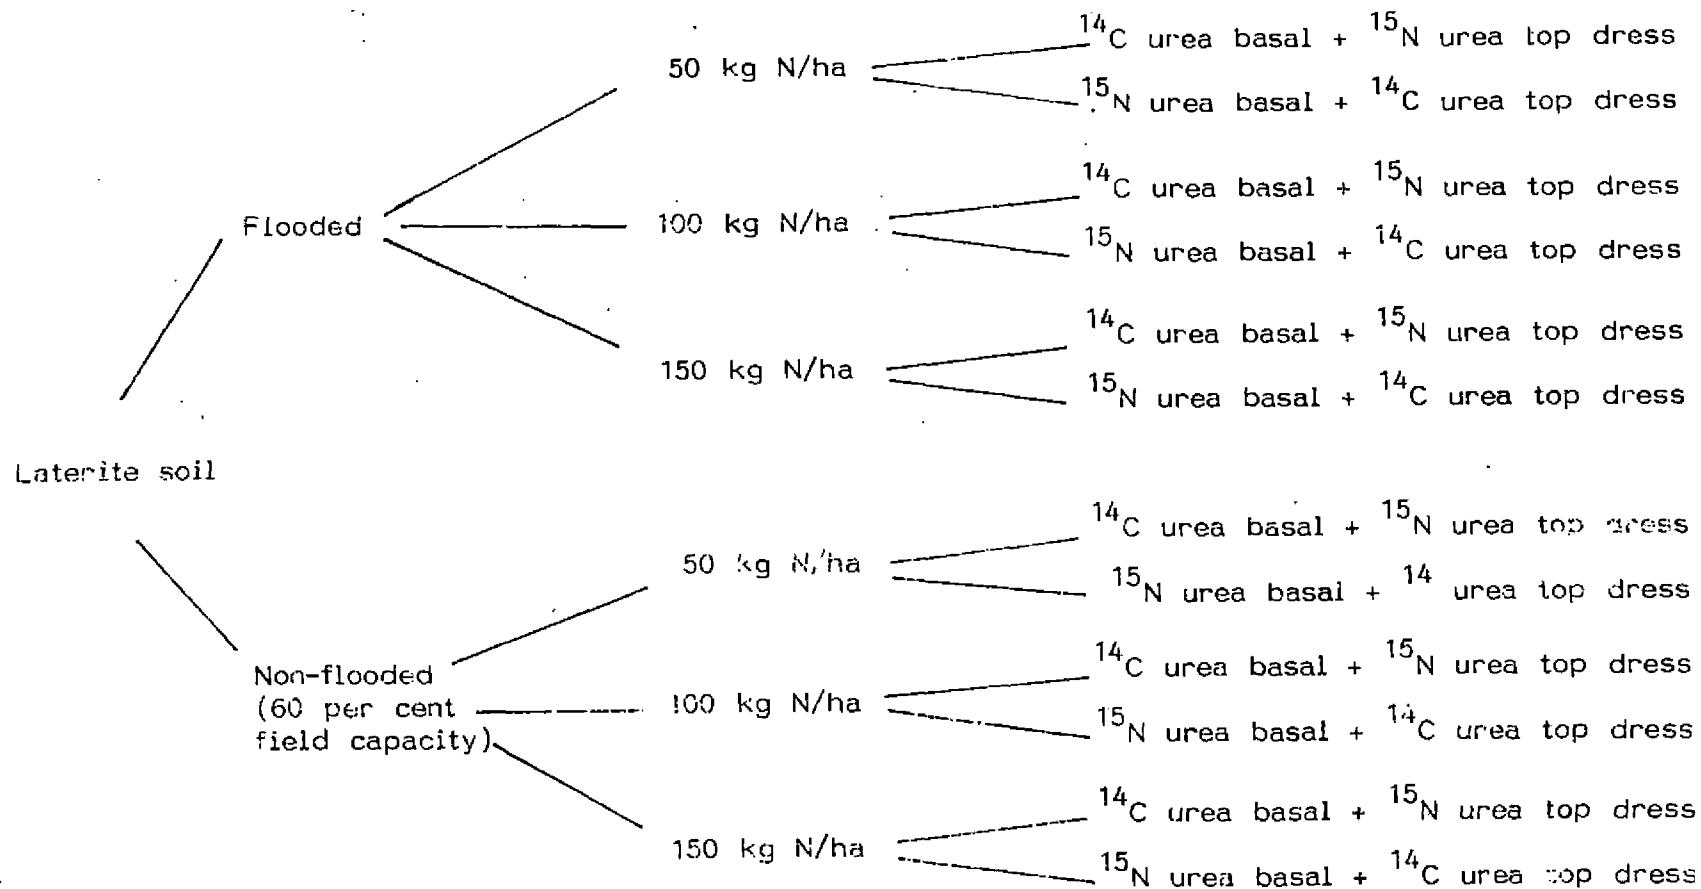 ¹⁴C urea basal + ¹⁵N urea top dress
50 kg N/ha
¹⁵N urea basal + ¹⁴C urea top dress
¹⁴C urea basal + ¹⁵N urea top dress
Flooded
100 kg N/ha
¹⁵N urea basal + ¹⁴C urea top dress
¹⁴C urea basal + ¹⁵N urea top dress
150 kg N/ha
¹⁵N urea basal + ¹⁴C urea top dress
Laterite soil
¹⁴C urea basal + ¹⁵N urea top dress
50 kg N/ha
¹⁵N urea basal + ¹⁴ urea top dress
¹⁴C urea basal + ¹⁵N urea top dress
Non-flooded
(60 per cent
field capacity)
100 kg N/ha
¹⁵N urea basal + ¹⁴C urea top dress
¹⁴C urea basal + ¹⁵N urea top dress
150 kg N/ha
¹⁵N urea basal + ¹⁴C urea top dress